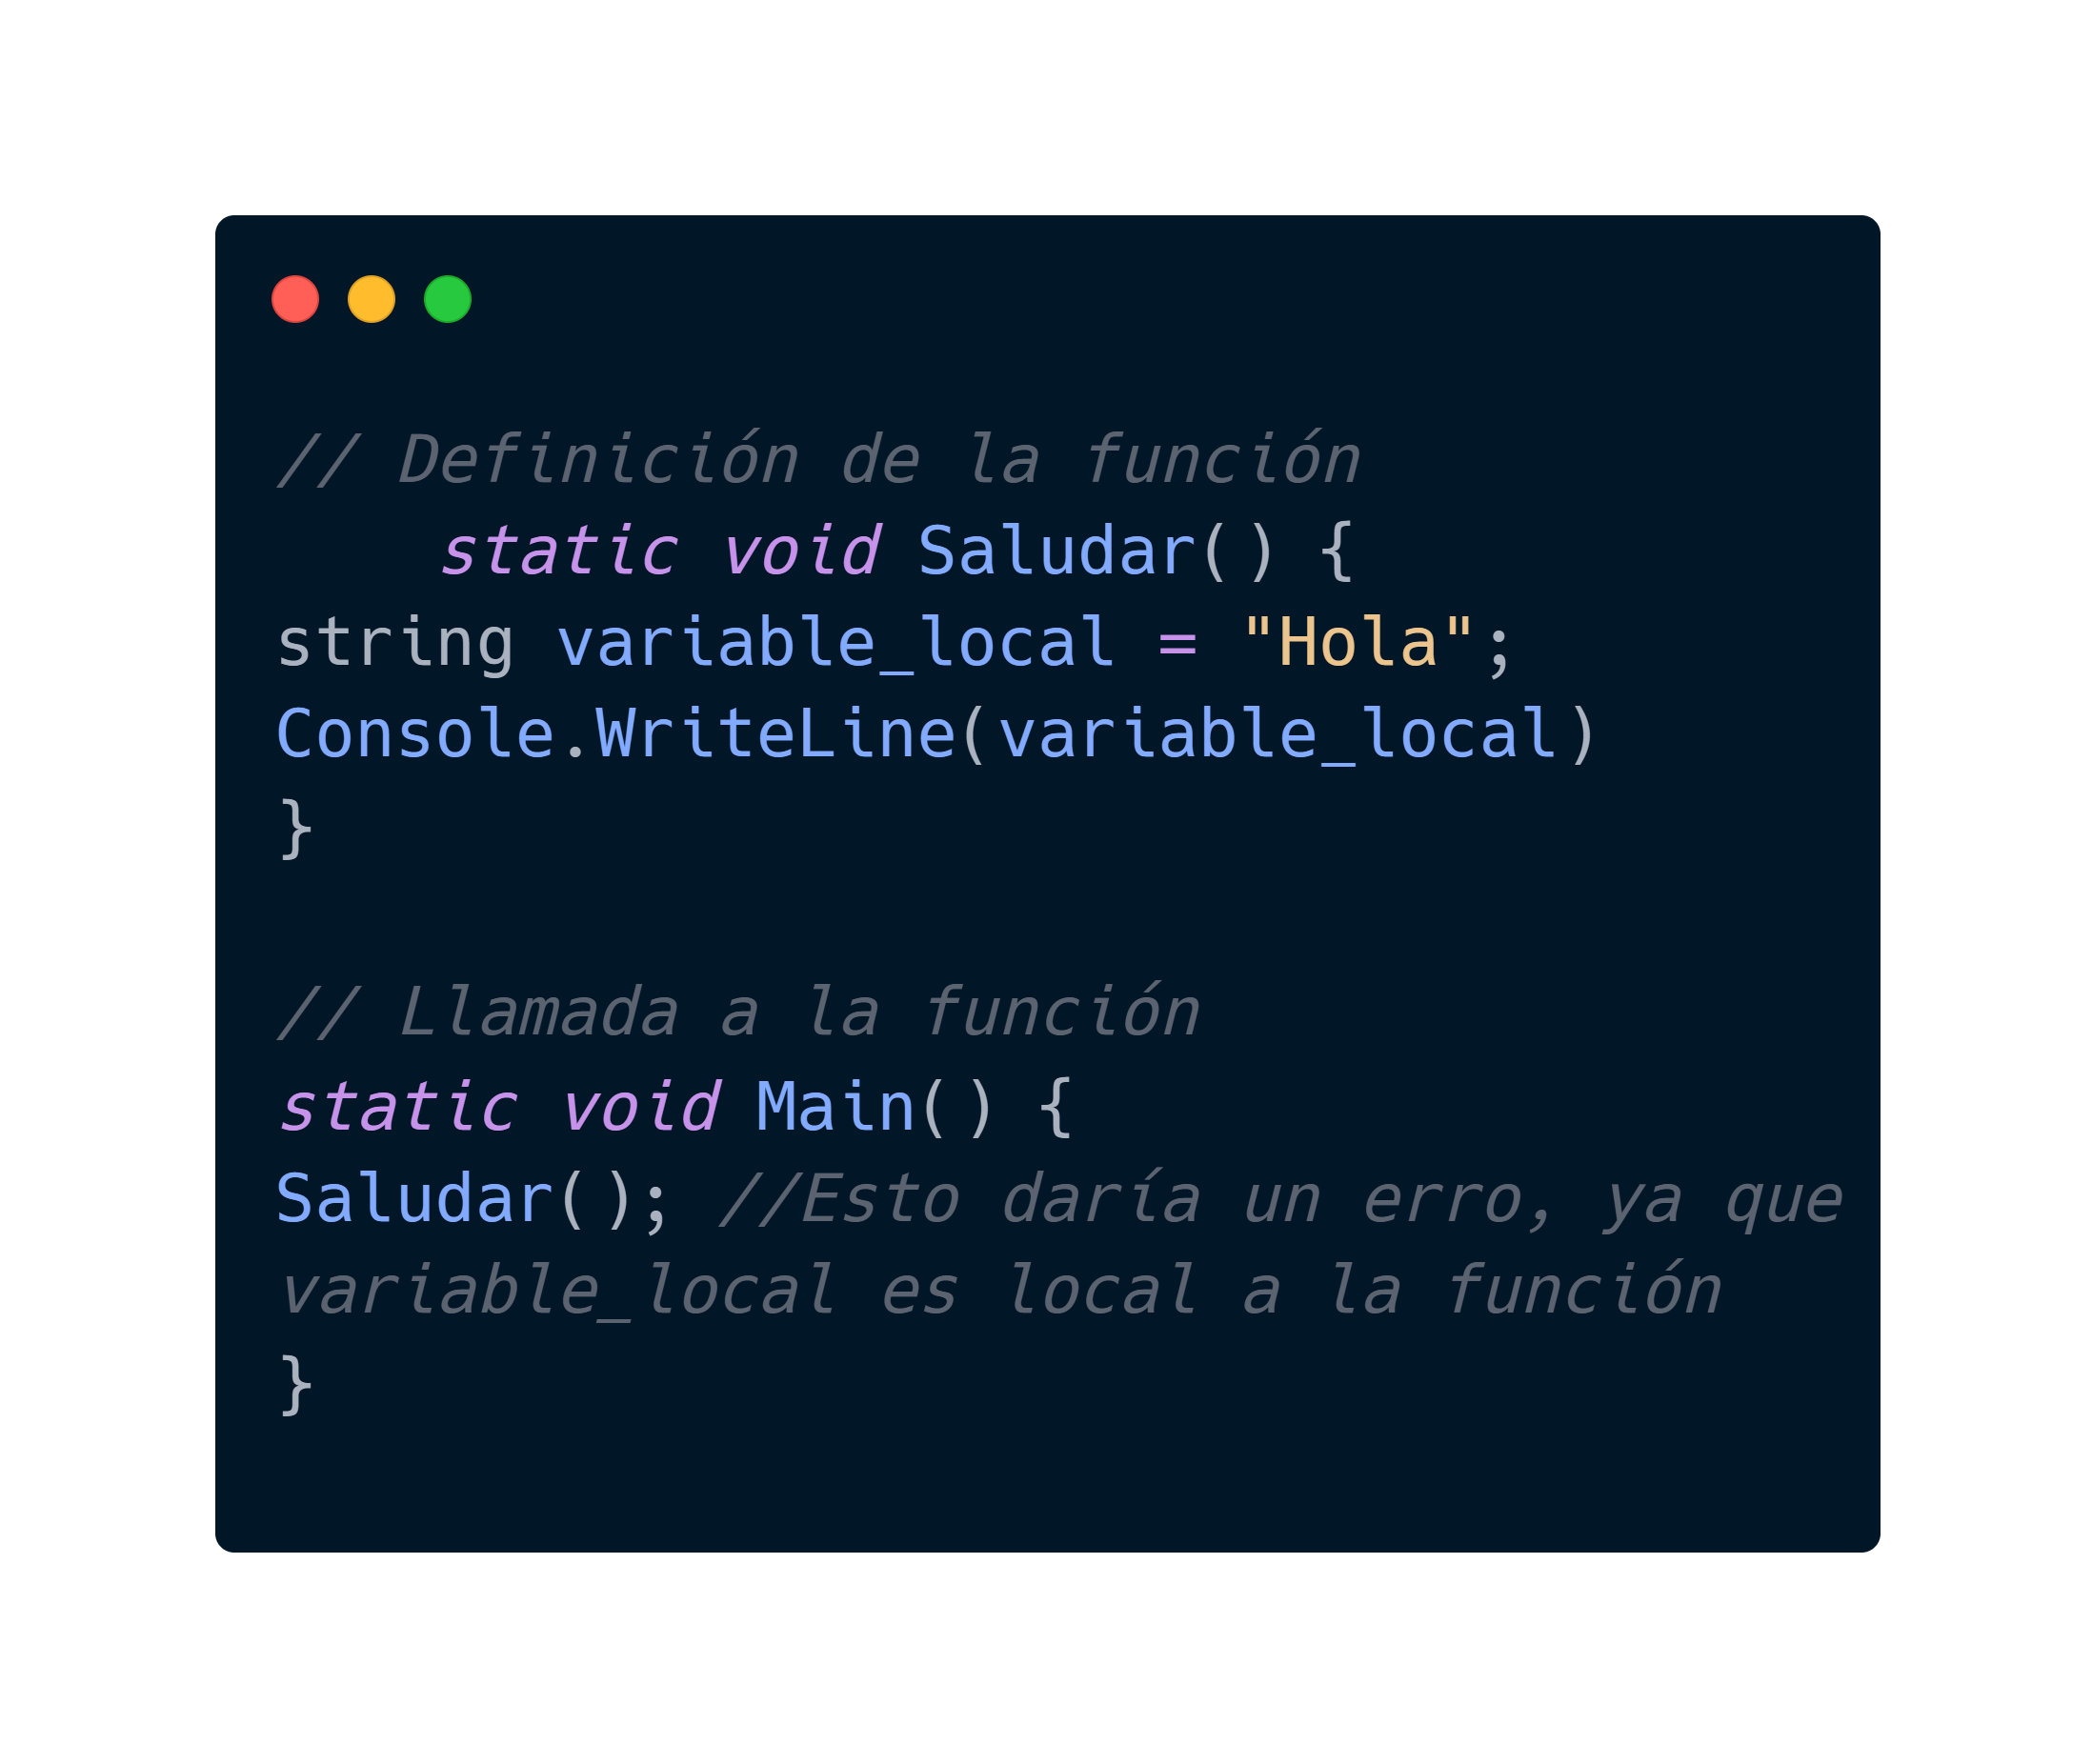 // Definición de la función
    static void Saludar() {
string variable_local = "Hola";
Console.WriteLine(variable_local)
}

// Llamada a la función
static void Main() {
Saludar(); //Esto daría un erro, ya que
variable_local es local a la función
}